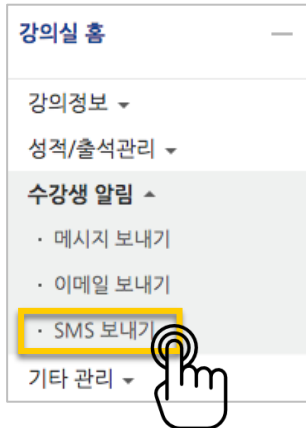 강의실 홈
강의정보
성적/출석관리
수강생 알림
· 메시지 보내기
· 이메일 보내기
· SMS 보내기
기타 관리